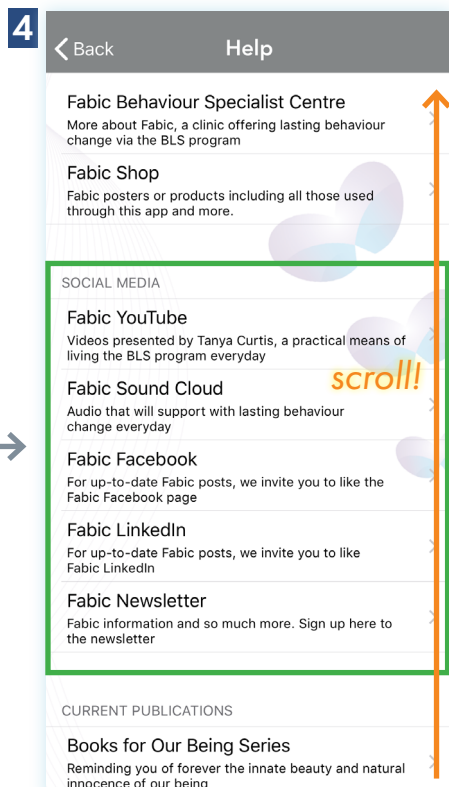 4
Back
Help
Fabic Behaviour Specialist Centre
More about Fabic, a clinic offering lasting behaviour
change via the BLS program
Fabic Shop
Fabic posters or products including all those used
through this app and more.
SOCIAL MEDIA
Fabic YouTube
Videos presented by Tanya Curtis, a practical means of
living the BLS program everyday
scroll!
Fabic Sound Cloud
Audio that will support with lasting behaviour
change everyday
Fabic Facebook
For up-to-date Fabic posts, we invite you to like the
Fabic Facebook page
Fabic LinkedIn
For up-to-date Fabic posts, we invite you to like
Fabic LinkedIn
Fabic Newsletter
Fabic information and so much more. Sign up here to
the newsletter
CURRENT PUBLICATIONS
Books for Our Being Series
Reminding you of forever the innate beauty and natural
innocence of our being